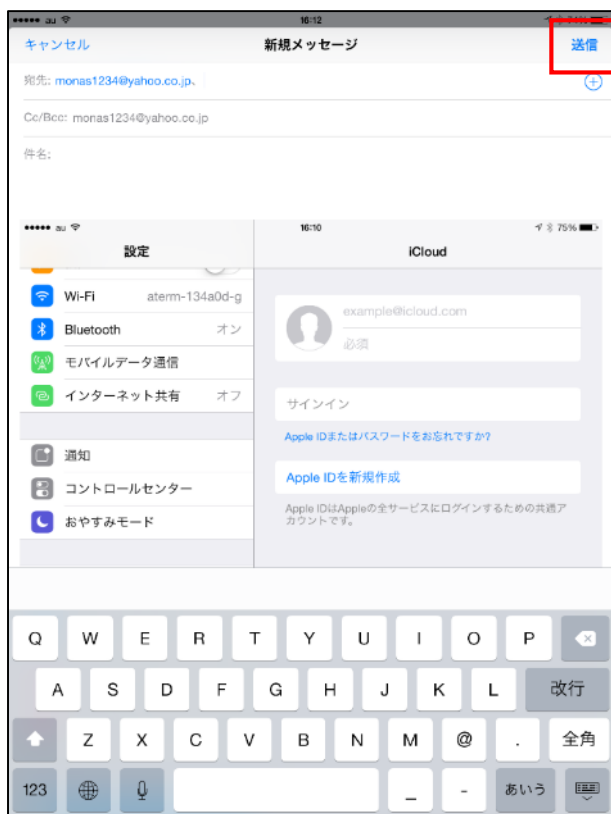 au 16:12
キャンセル 新規メッセージ 送信
宛先: monas1234@yahoo.co.jp、
Cc/Bcc: monas1234@yahoo.co.jp
件名:
au 16:10 75%
設定 iCloud
Wi-Fi aterm-134a0d-g
example@icloud.com
Bluetooth オン
必須
モバイルデータ通信
インターネット共有 オフ
サインイン
Apple IDまたはパスワードをお忘れですか?
通知
Apple IDを新規作成
コントロールセンター
Apple IDはAppleの全サービスにログインするための共通ア
カウントです。
おやすみモード
Q W E R T Y U I O P
A S D F G H J K L 改行
Z X C V B N M @ . 全角
123 _ - あいう